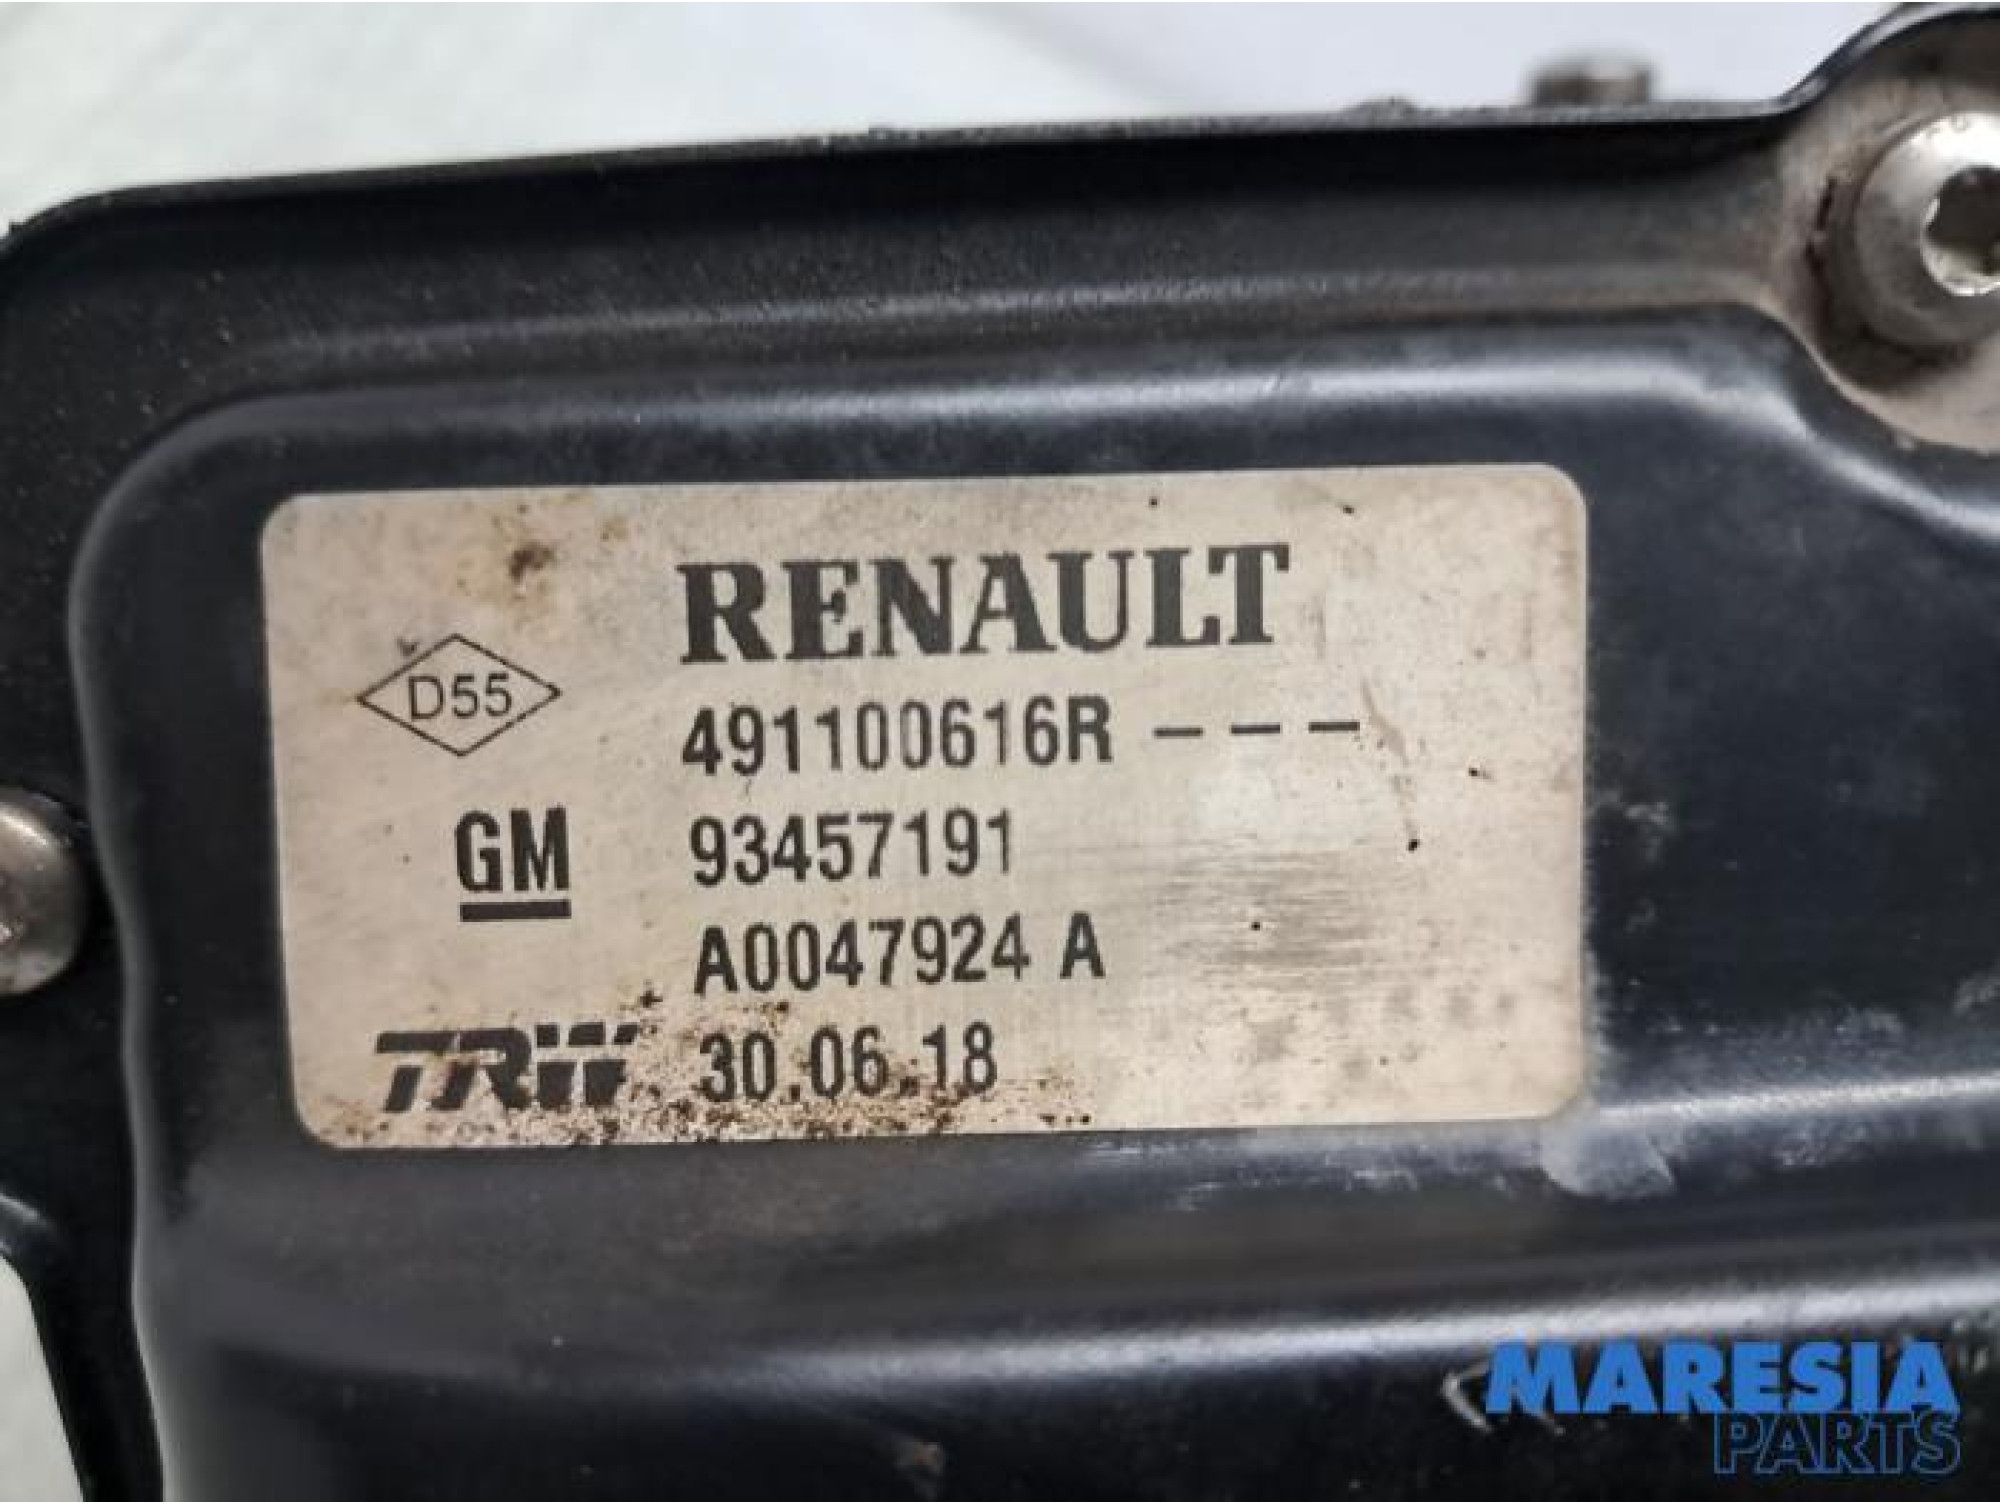 RENAULT
D55
491100616R ---
GM 93457191
A0047924 A
TRW 30.06.18
MARESIA
PARTS